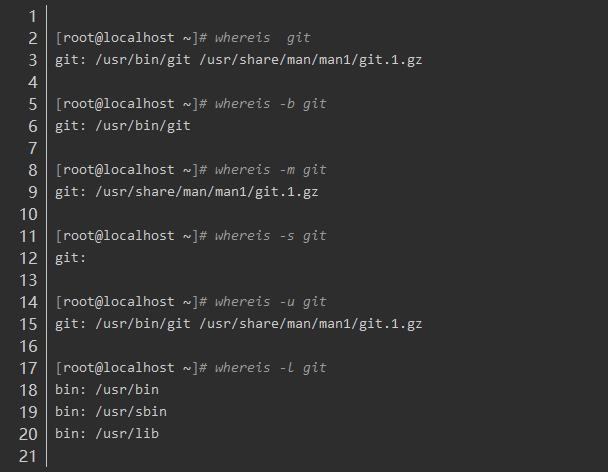 1
2 [root@localhost ~]# whereis  git
3 git: /usr/bin/git /usr/share/man/man1/git.1.gz
4
5 [root@localhost ~]# whereis -b git
6 git: /usr/bin/git
7
8 [root@localhost ~]# whereis -m git
9 git: /usr/share/man/man1/git.1.gz
10
11 [root@localhost ~]# whereis -s git
12 git:
13
14 [root@localhost ~]# whereis -u git
15 git: /usr/bin/git /usr/share/man/man1/git.1.gz
16
17 [root@localhost ~]# whereis -l git
18 bin: /usr/bin
19 bin: /usr/sbin
20 bin: /usr/lib
21